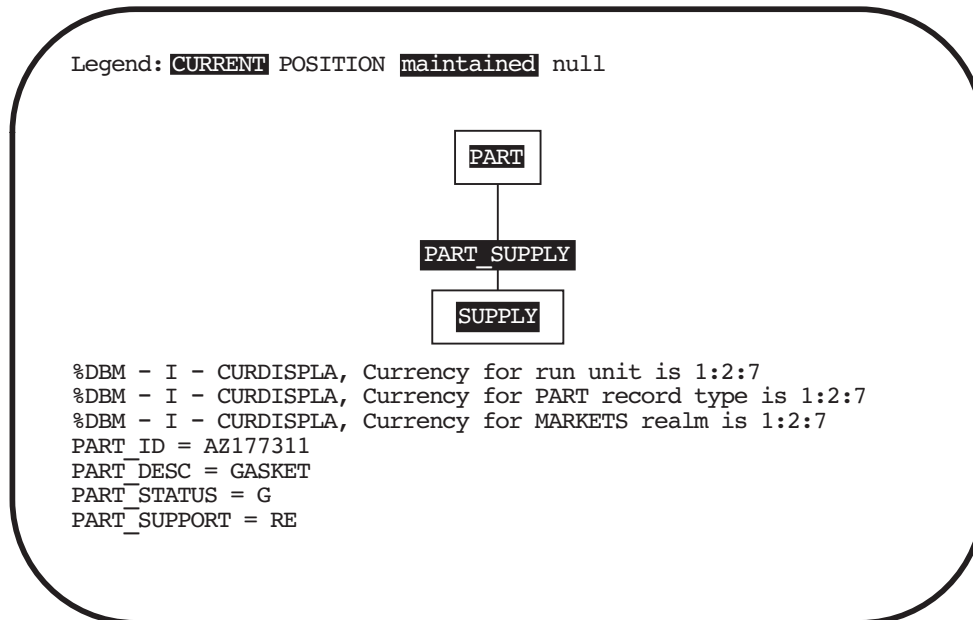 Legend: CURRENT POSITION maintained null
PART
PART_SUPPLY
SUPPLY
%DBM - I - CURDISPLA, Currency for run unit is 1:2:7
%DBM - I - CURDISPLA, Currency for PART record type is 1:2:7
%DBM - I - CURDISPLA, Currency for MARKETS realm is 1:2:7
PART_ID = AZ177311
PART_DESC = GASKET
PART_STATUS = G
PART_SUPPORT = RE